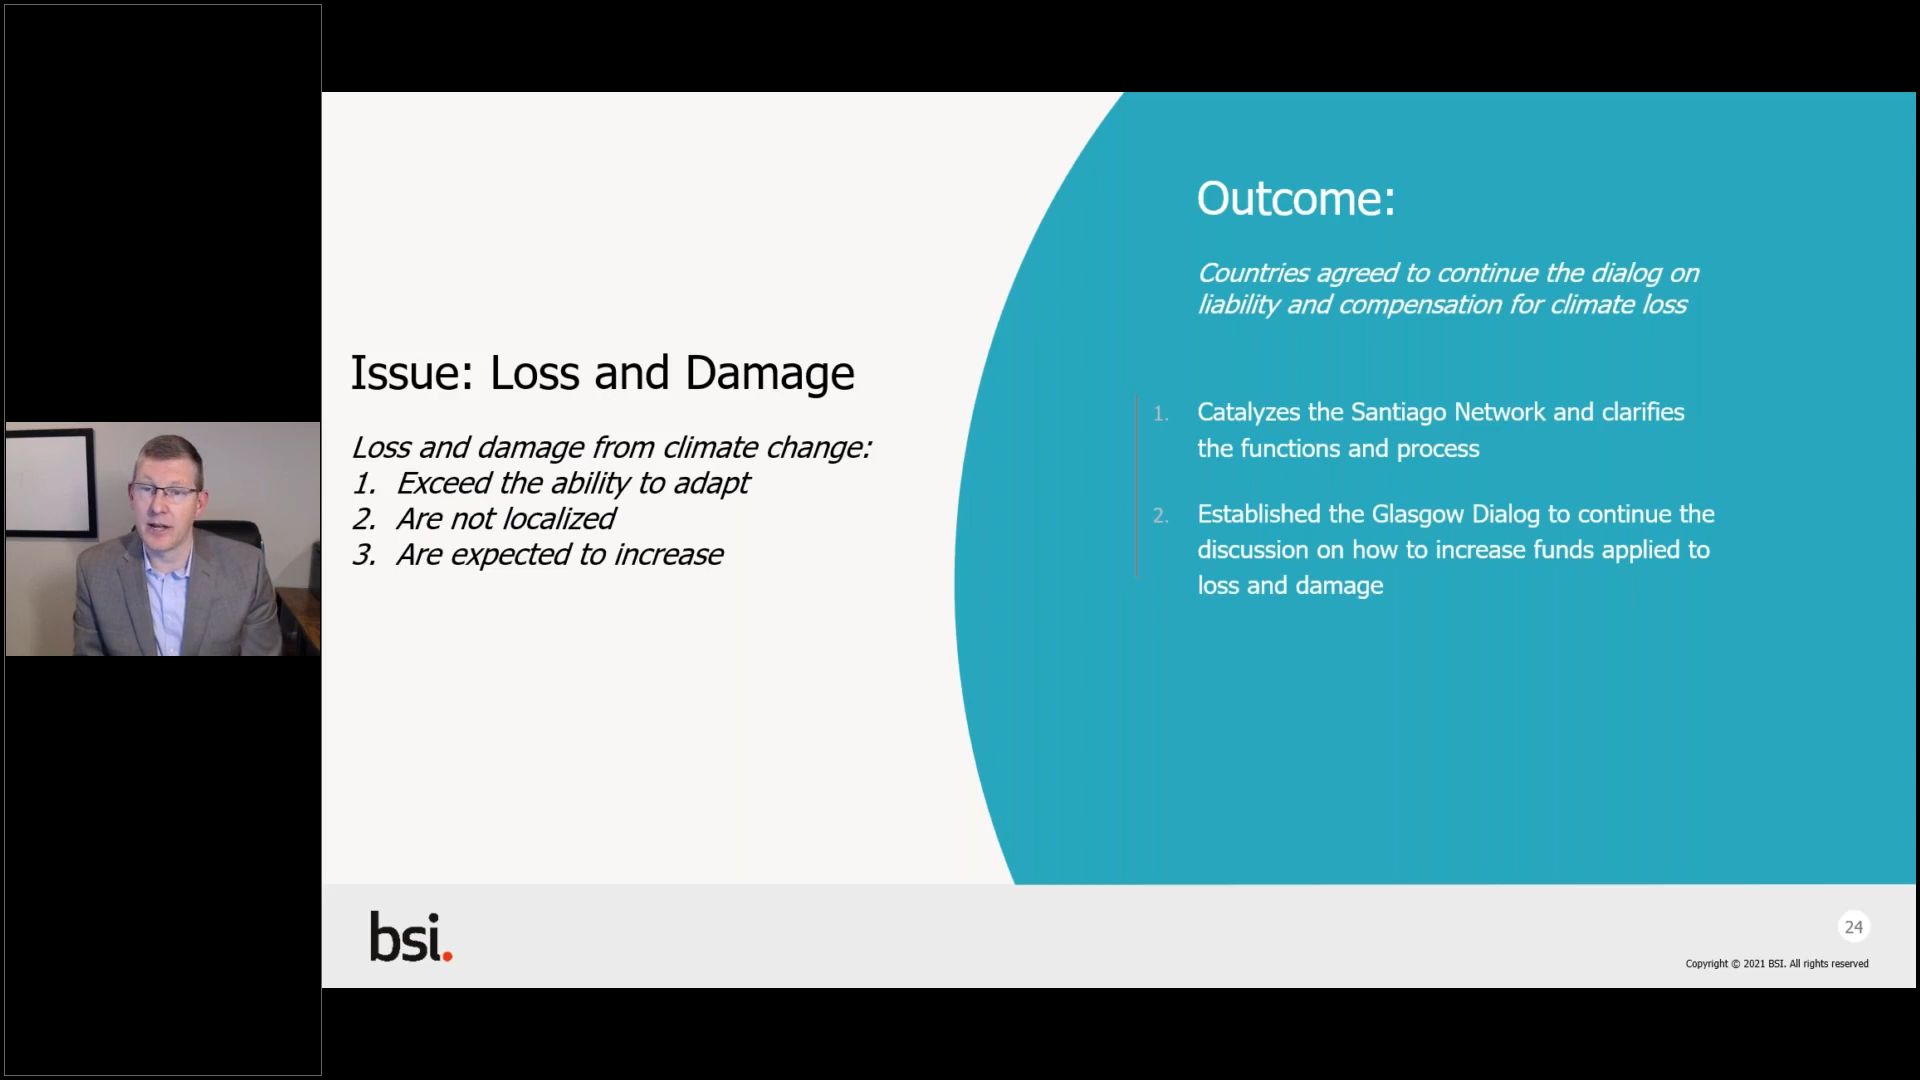 Issue: Loss and Damage
Loss and damage from climate change:
1. Exceed the ability to adapt
2. Are not localized
3. Are expected to increase
Outcome:
Countries agreed to continue the dialog on
liability and compensation for climate loss
1. Catalyzes the Santiago Network and clarifies
the functions and process
2. Established the Glasgow Dialog to continue the
discussion on how to increase funds applied to
loss and damage
bsi.
24
Copyright © 2021 BSI. All rights reserved